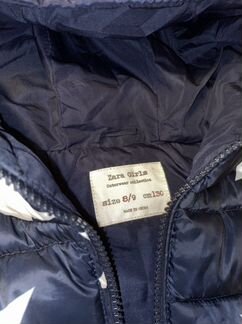 Zara Girls
Outerwear collection
size 8/9 cm130
MADE IN CHINA